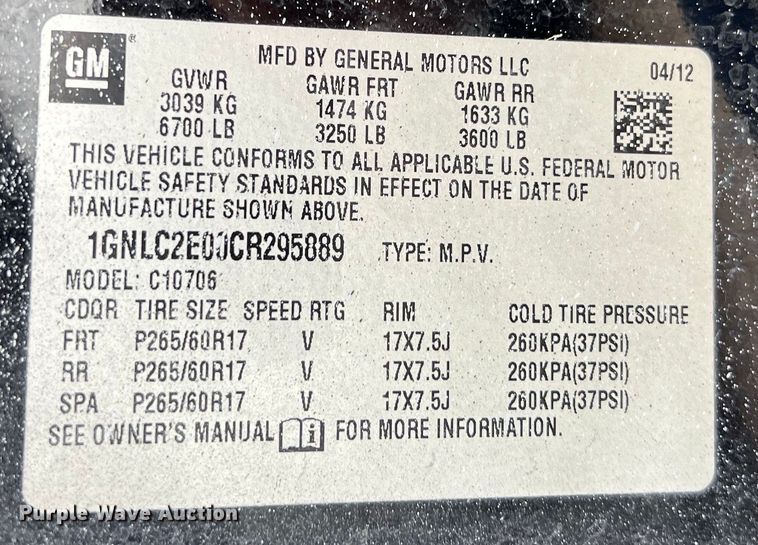 GM ®
MFD BY GENERAL MOTORS LLC
04/12
GVWR GAWR FRT GAWR RR
3039 KG 1474 KG 1633 KG
6700 LB 3250 LB 3600 LB
THIS VEHICLE CONFORMS TO ALL APPLICABLE U.S. FEDERAL MOTOR
VEHICLE SAFETY STANDARDS IN EFFECT ON THE DATE OF
MANUFACTURE SHOWN ABOVE.
1GNLC2E00CR295889 TYPE: M.P.V.
MODEL: C10706
CDQR TIRE SIZE SPEED RTG RIM COLD TIRE PRESSURE
FRT P265/60R17 V 17X7.5J 260KPA(37PSI)
RR P265/60R17 V 17X7.5J 260KPA(37PSI)
SPA P265/60R17 V 17X7.5J 260KPA(37PSI)
SEE OWNER'S MANUAL i FOR MORE INFORMATION.
Purple Wave Auction